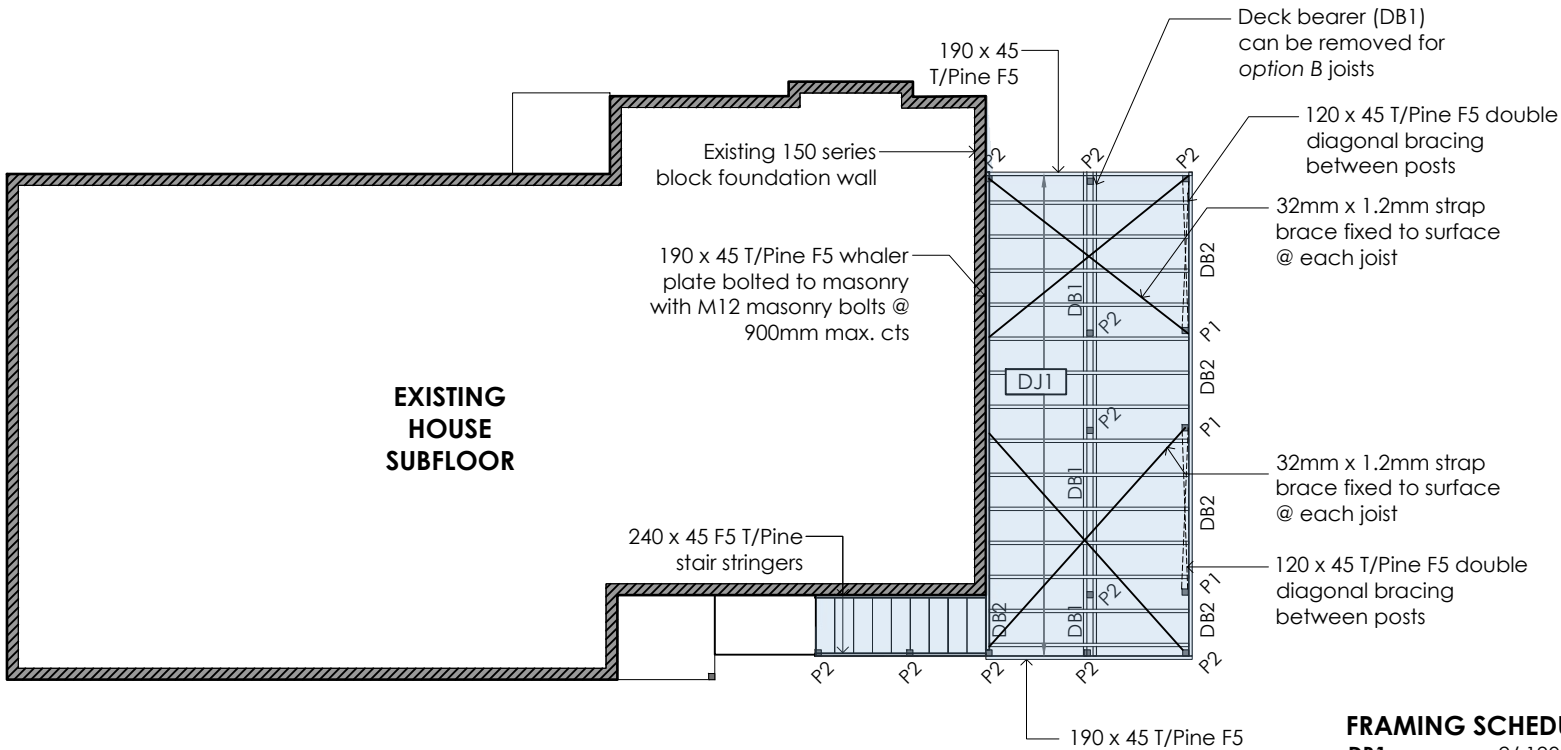 Deck bearer (DB1)
can be removed for
option B joists
190 x 45
T/Pine F5
120 x 45 T/Pine F5 double
diagonal bracing
between posts
Existing 150 series
block foundation wall
P2
P2
P2
32mm x 1.2mm strap
brace fixed to surface
@ each joist
190 x 45 T/Pine F5 whaler
plate bolted to masonry
with M12 masonry bolts @
900mm max. cts
DB2
DB1
P2
P1
EXISTING
HOUSE
SUBFLOOR
DJ1
DB2
P2
P1
32mm x 1.2mm strap
brace fixed to surface
@ each joist
DB1
DB2
240 x 45 F5 T/Pine
stair stringers
120 x 45 T/Pine F5 double
diagonal bracing
between posts
P2
P1
DB2
DB1
DB2
P2
P2
P2
P2
P2
190 x 45 T/Pine F5
FRAMING